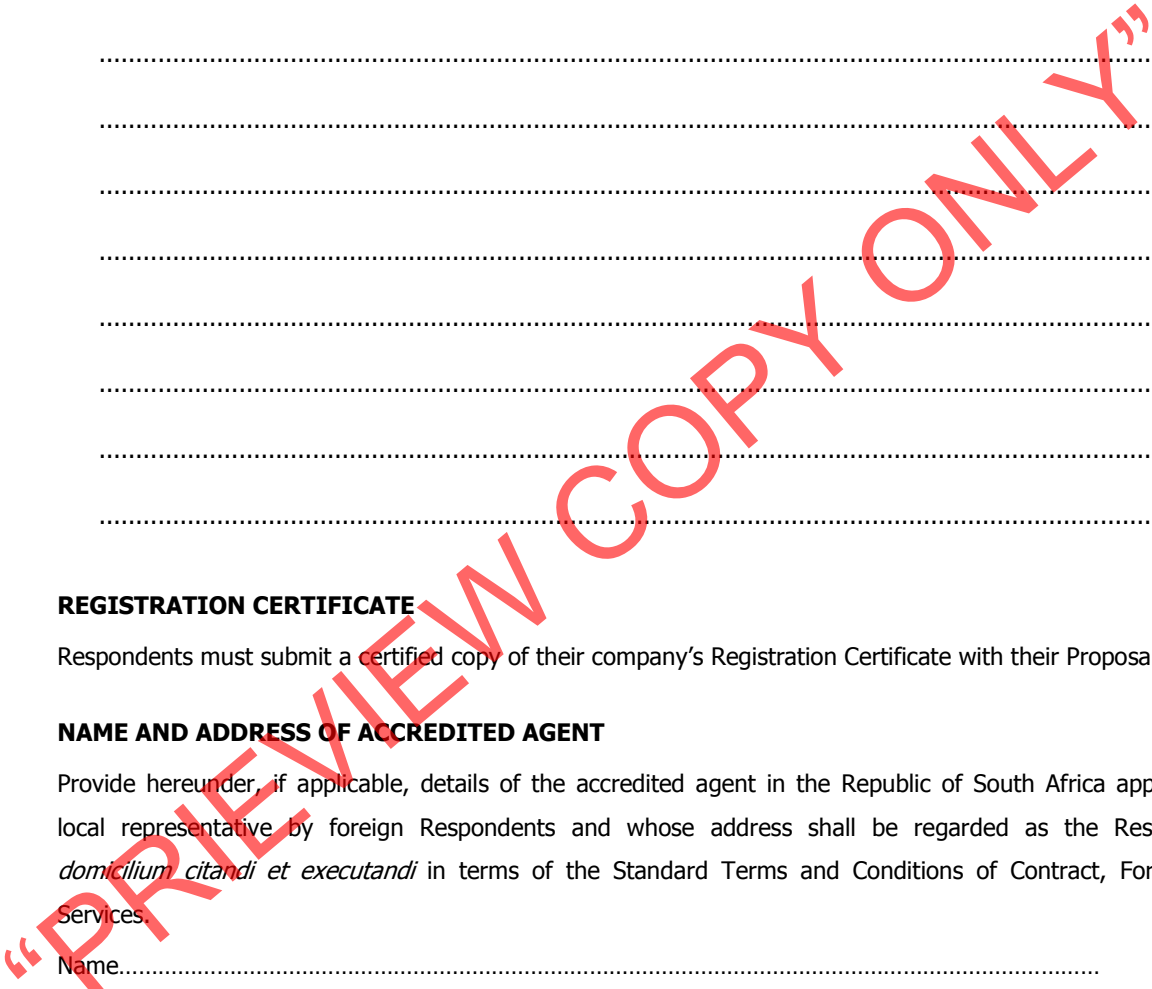 ........................................................................................................................
........................................................................................................................
........................................................................................................................
........................................................................................................................
........................................................................................................................
........................................................................................................................
........................................................................................................................
........................................................................................................................
REGISTRATION CERTIFICATE
Respondents must submit a certified copy of their company’s Registration Certificate with their Proposa
NAME AND ADDRESS OF ACCREDITED AGENT
Provide hereunder, if applicable, details of the accredited agent in the Republic of South Africa app
local representative by foreign Respondents and whose address shall be regarded as the Res
domicilium citandi et executandi in terms of the Standard Terms and Conditions of Contract, For
Services.
Name........................................................................................................................
“PRIEVIEW COPY ONLY”